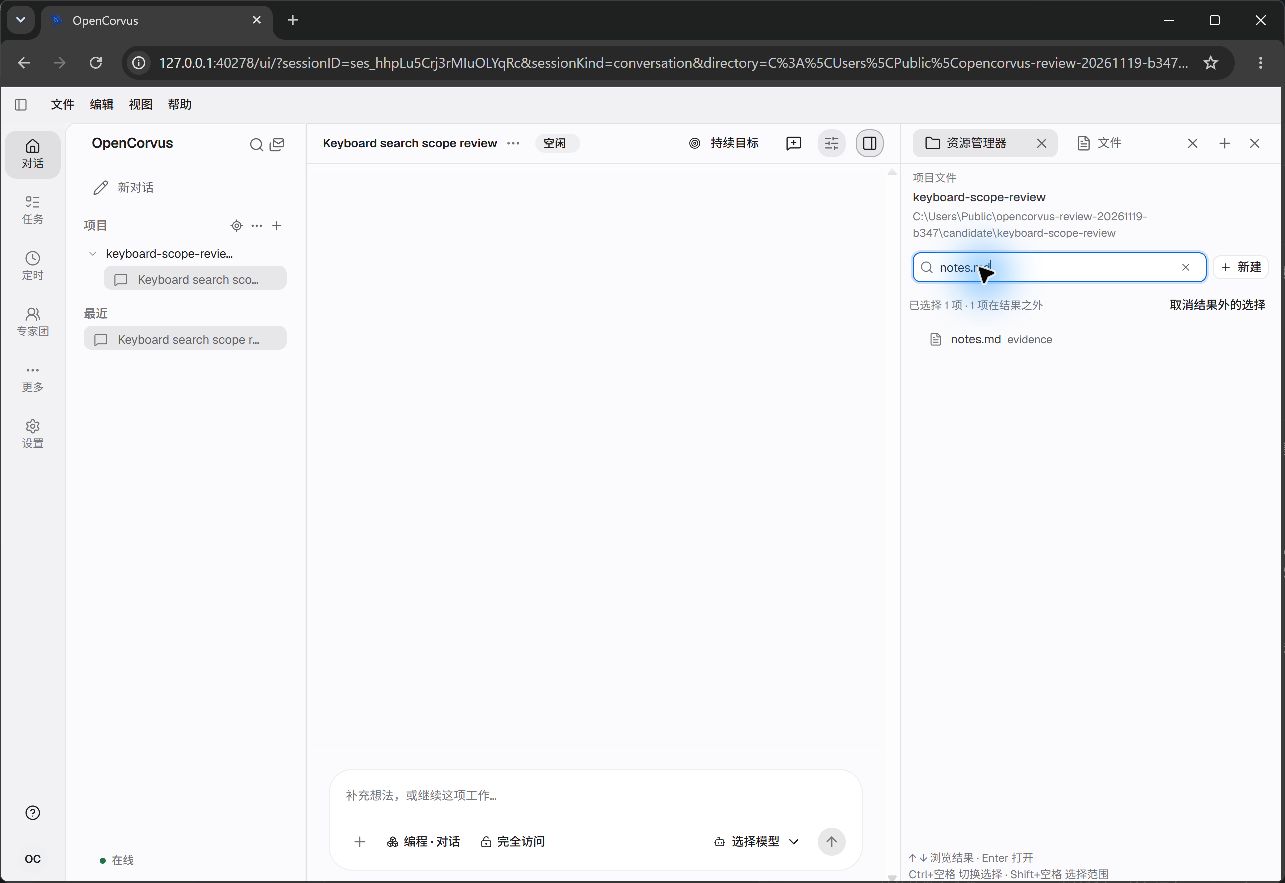 OpenCorvus
127.0.0.1:40278/ui/?sessionID=ses_hhpLu5Crj3rMIuOLYqRc&sessionKind=conversation&directory=C%3A%5CUsers%5CPublic%5Copencorvus-review-20261119-b347...
文件 编辑 视图 帮助
对话
任务
定时
专家团
更多
设置
OC
OpenCorvus
新对话
项目
keyboard-scope-revie...
Keyboard search sco...
最近
Keyboard search scope r...
在线
Keyboard search scope review
空闲
持续目标
补充想法，或继续这项工作...
编程 · 对话
完全访问
选择模型
资源管理器
文件
项目文件
keyboard-scope-review
C:\Users\Public\opencorvus-review-20261119-
b347\candidate\keyboard-scope-review
notes.md
新建
已选择 1 项 · 1 项在结果之外
取消结果外的选择
notes.md evidence
↑↓ 浏览结果 · Enter 打开
Ctrl+空格 切换选择 · Shift+空格 选择范围